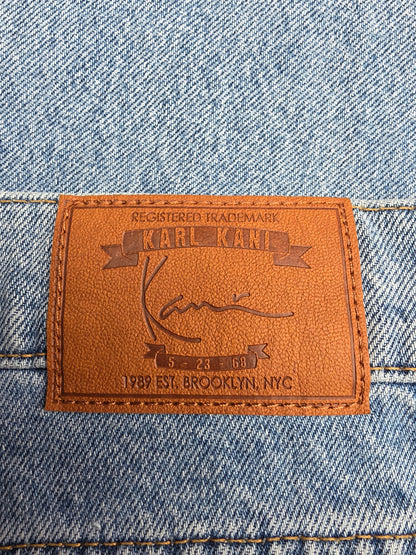 REGISTERED TRADEMARK
KARL KANI
Kani
5 - 23 - 68
1989 EST. BROOKLYN, NYC